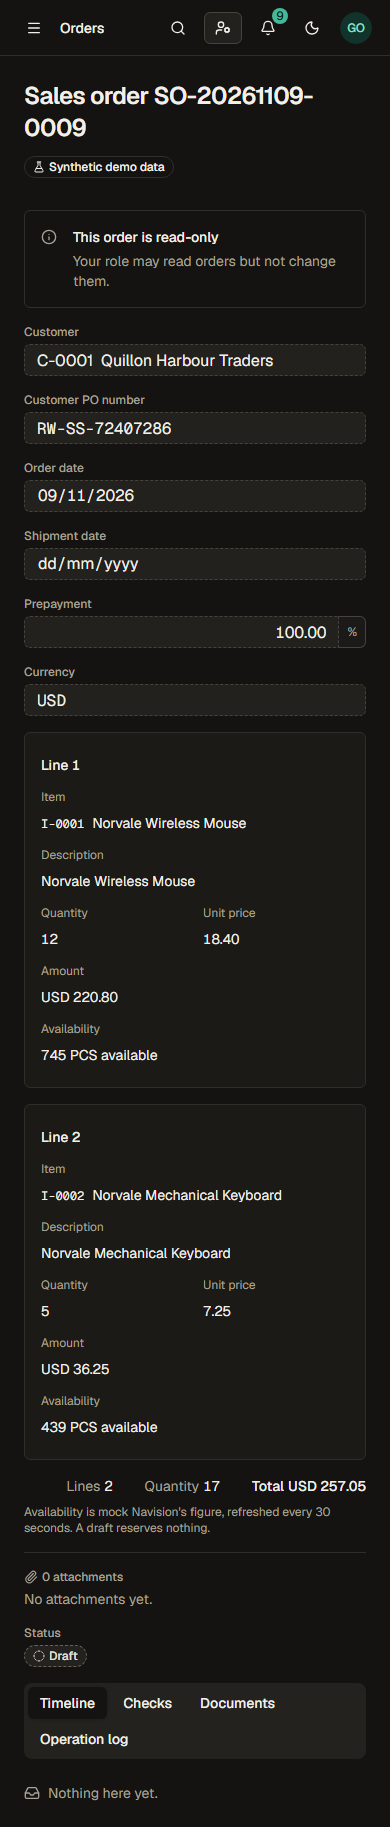 Orders
9
GO
Sales order SO-20261109-
0009
Synthetic demo data
This order is read-only
Your role may read orders but not change
them.
Customer
C-0001 Quillon Harbour Traders
Customer PO number
RW-SS-72407286
Order date
09/11/2026
Shipment date
dd/mm/yyyy
Prepayment
100.00 %
Currency
USD
Line 1
Item
I-0001 Norvale Wireless Mouse
Description
Norvale Wireless Mouse
Quantity Unit price
12 18.40
Amount
USD 220.80
Availability
745 PCS available
Line 2
Item
I-0002 Norvale Mechanical Keyboard
Description
Norvale Mechanical Keyboard
Quantity Unit price
5 7.25
Amount
USD 36.25
Availability
439 PCS available
Lines 2 Quantity 17 Total USD 257.05
Availability is mock Navision's figure, refreshed every 30
seconds. A draft reserves nothing.
0 attachments
No attachments yet.
Status
Draft
Timeline Checks Documents
Operation log
Nothing here yet.